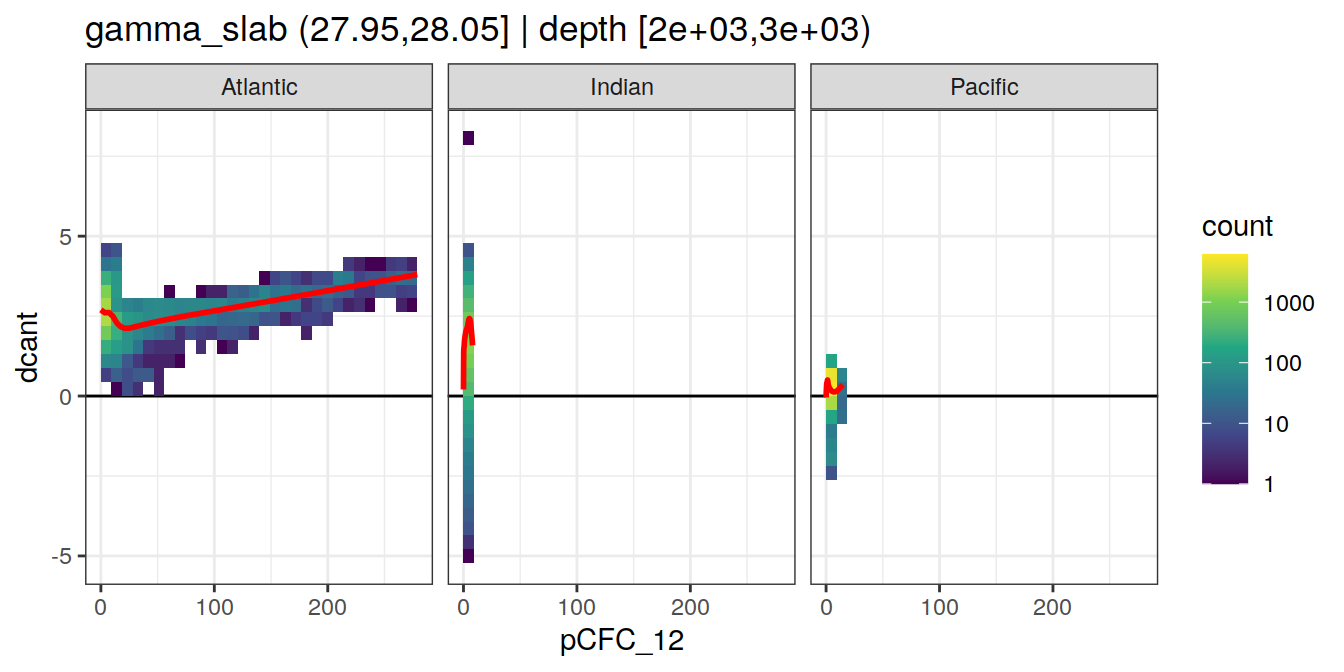 gamma_slab (27.95,28.05] | depth [2e+03,3e+03)
Atlantic Indian Pacific
dcant
5
0
-5
0 100 200 0 100 200 0 100 200
pCFC_12
count
1000
100
10
1